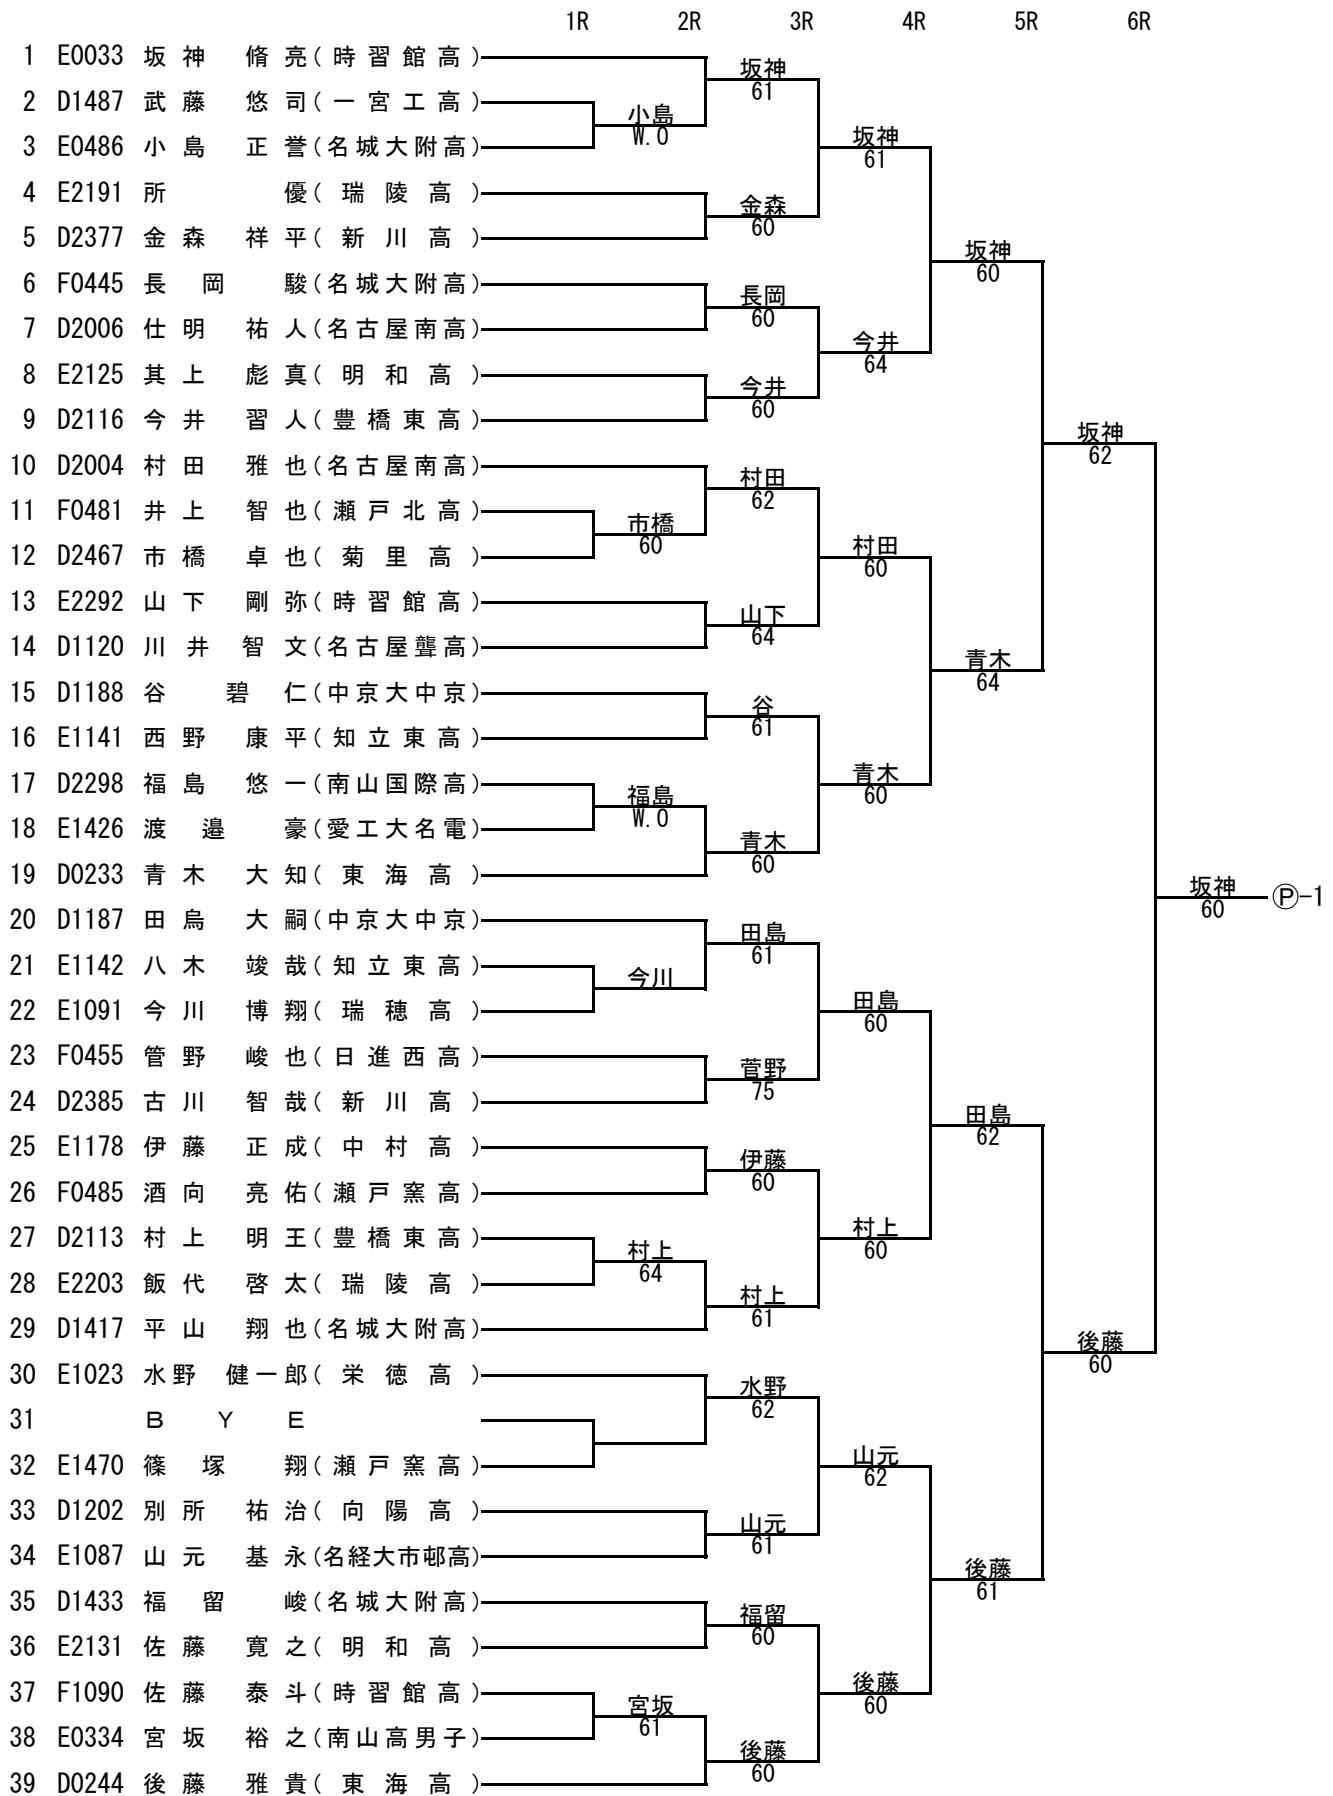 1R 2R 3R 4R 5R 6R
1 E0033 坂神 脩亮(時習館高)
坂神
61
2 D1487 武藤 悠司(一宮工高)
小島
W.O
3 E0486 小島 正誉(名城大附高)
坂神
61
4 E2191 所 優(瑞陵高)
金森
60
5 D2377 金森 祥平(新川高)
坂神
60
6 F0445 長岡 駿(名城大附高)
長岡
60
7 D2006 仕明 祐人(名古屋南高)
今井
64
8 E2125 其上 彪真(明和高)
今井
60
9 D2116 今井 習人(豊橋東高)
坂神
62
10 D2004 村田 雅也(名古屋南高)
村田
62
11 F0481 井上 智也(瀬戸北高)
市橋
60
12 D2467 市橋 卓也(菊里高)
村田
60
13 E2292 山下 剛弥(時習館高)
山下
64
14 D1120 川井 智文(名古屋聾高)
青木
64
15 D1188 谷 碧仁(中京大中京)
谷
61
16 E1141 西野 康平(知立東高)
青木
60
17 D2298 福島 悠一(南山国際高)
福島
W.O
18 E1426 渡邉 豪(愛工大名電)
青木
60
19 D0233 青木 大知(東海高)
坂神
60
Ⓟ-1
20 D1187 田島 大嗣(中京大中京)
田島
61
21 E1142 八木 竣哉(知立東高)
今川
22 E1091 今川 博翔(瑞穂高)
田島
60
23 F0455 管野 峻也(日進西高)
菅野
75
24 D2385 古川 智哉(新川高)
田島
62
25 E1178 伊藤 正成(中村高)
伊藤
60
26 F0485 酒向 亮佑(瀬戸窯高)
27 D2113 村上 明王(豊橋東高)
村上
60
村上
64
28 E2203 飯代 啓太(瑞陵高)
村上
61
29 D1417 平山 翔也(名城大附高)
後藤
60
30 E1023 水野 健一郎(栄徳高)
水野
62
31 BYE
32 E1470 篠塚 翔(瀬戸窯高)
山元
62
33 D1202 別所 祐治(向陽高)
山元
61
34 E1087 山元 基永(名経大市邨高)
後藤
61
35 D1433 福留 峻(名城大附高)
福留
60
36 E2131 佐藤 寛之(明和高)
後藤
60
37 F1090 佐藤 泰斗(時習館高)
宮坂
61
38 E0334 宮坂 裕之(南山高男子)
後藤
60
39 D0244 後藤 雅貴(東海高)